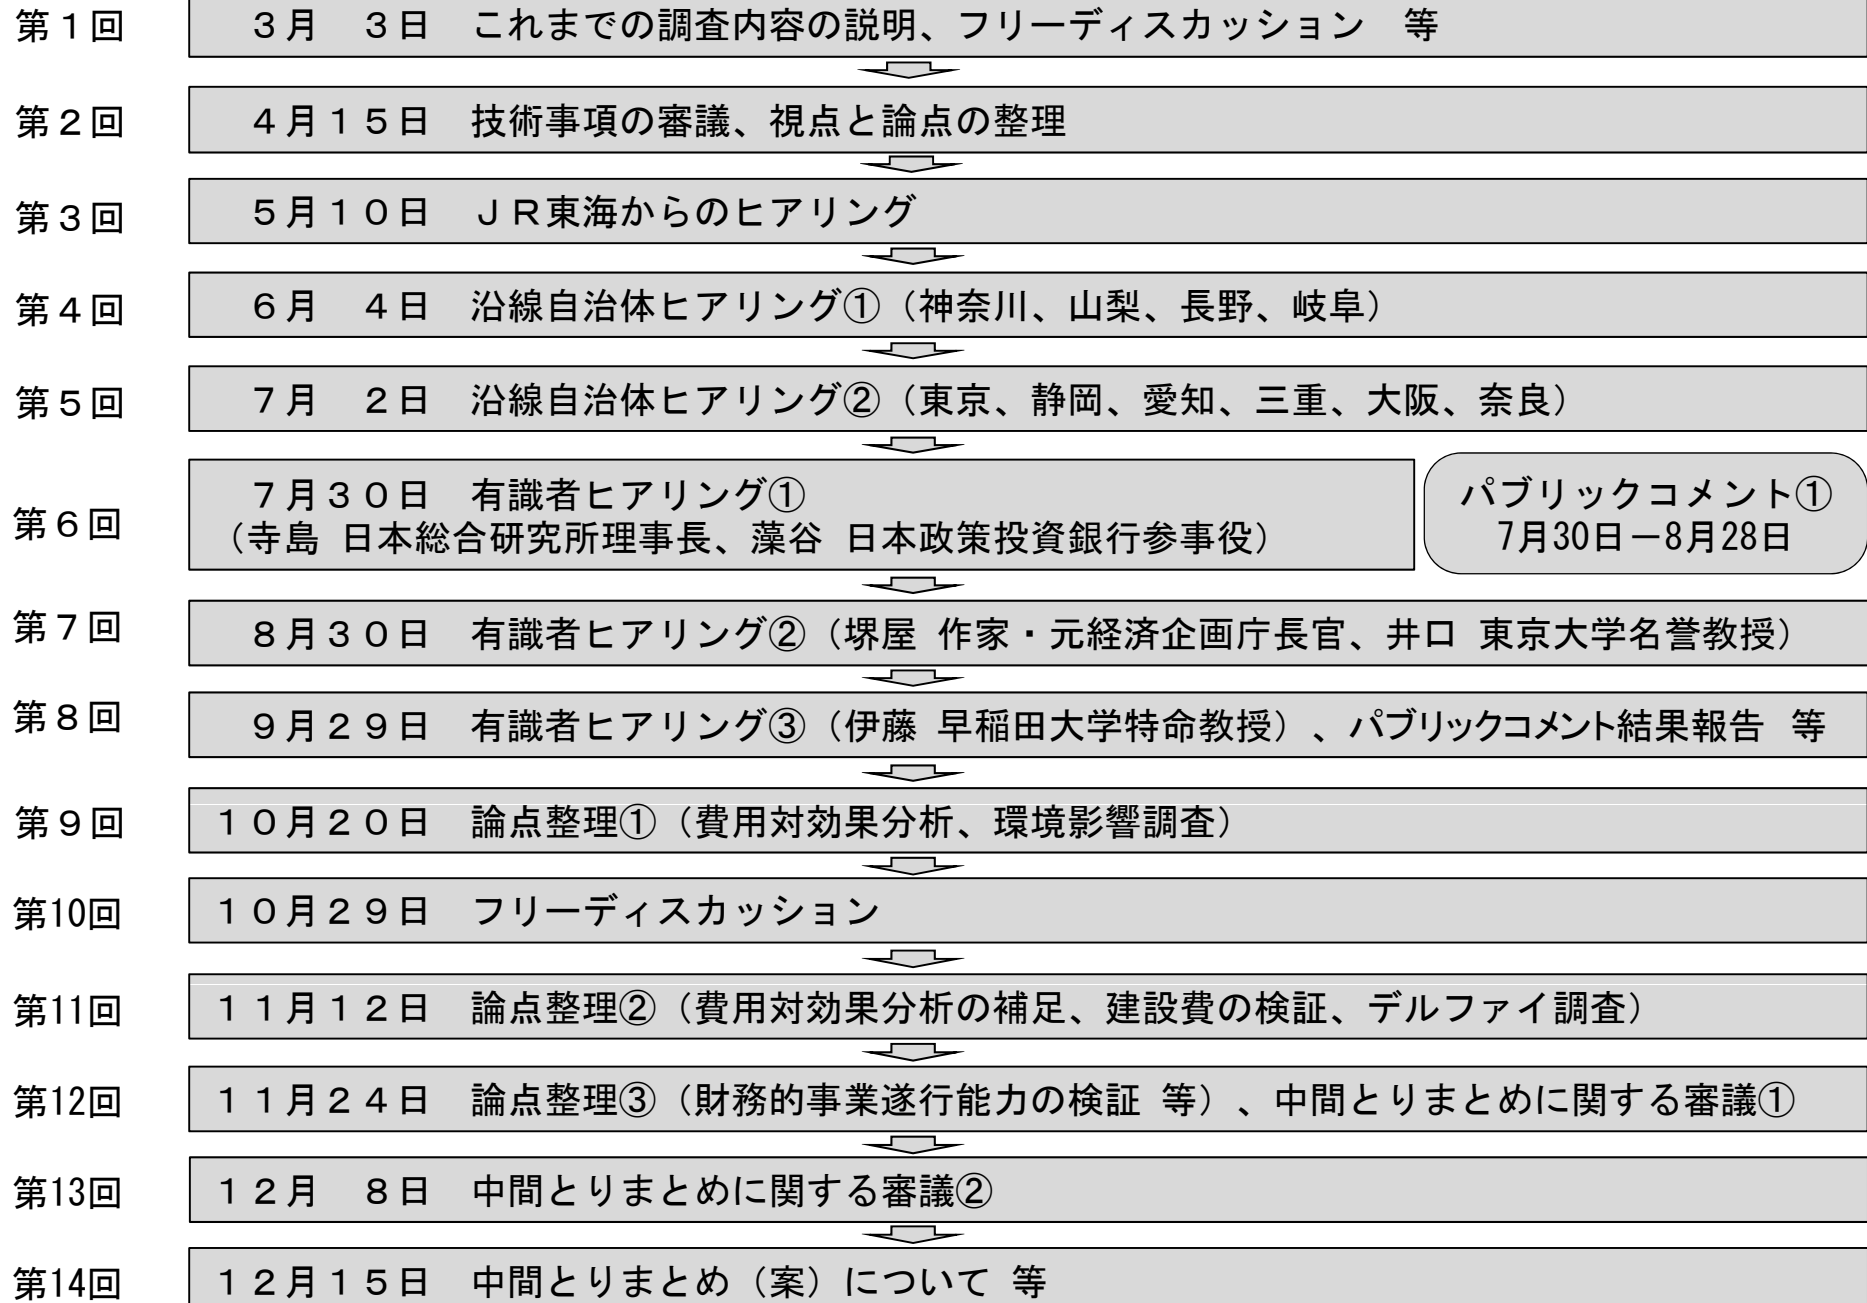 第１回　３月　３日　これまでの調査内容の説明、フリーディスカッション　等
第２回　４月１５日　技術事項の審議、視点と論点の整理
第３回　５月１０日　ＪＲ東海からのヒアリング
第４回　６月　４日　沿線自治体ヒアリング①（神奈川、山梨、長野、岐阜）
第５回　７月　２日　沿線自治体ヒアリング②（東京、静岡、愛知、三重、大阪、奈良）
第６回　７月３０日　有識者ヒアリング①
（寺島 日本総合研究所理事長、藻谷 日本政策投資銀行参事役）
パブリックコメント①
7月30日－8月28日
第７回　８月３０日　有識者ヒアリング②（堺屋 作家・元経済企画庁長官、井口 東京大学名誉教授）
第８回　９月２９日　有識者ヒアリング③（伊藤 早稲田大学特命教授）、パブリックコメント結果報告 等
第９回　１０月２０日　論点整理①（費用対効果分析、環境影響調査）
第10回　１０月２９日　フリーディスカッション
第11回　１１月１２日　論点整理②（費用対効果分析の補足、建設費の検証、デルファイ調査）
第12回　１１月２４日　論点整理③（財務的事業遂行能力の検証 等）、中間とりまとめに関する審議①
第13回　１２月　８日　中間とりまとめに関する審議②
第14回　１２月１５日　中間とりまとめ（案）について 等